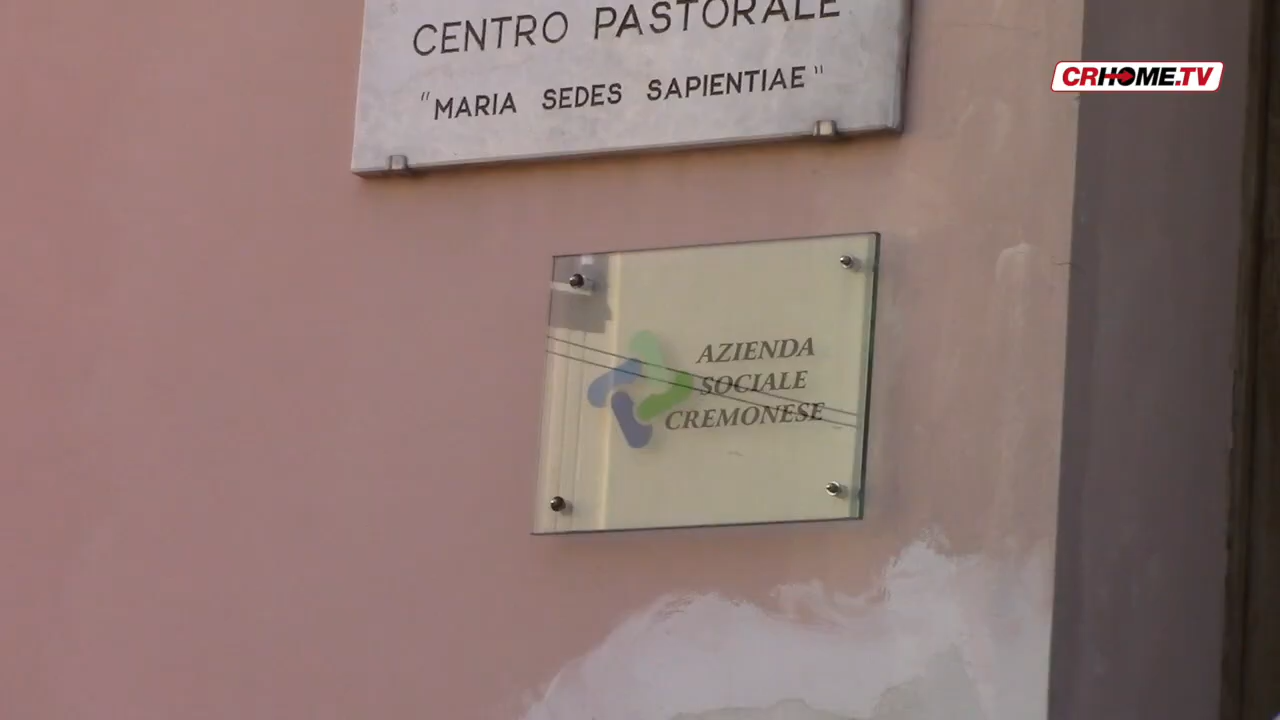 CENTRO PASTORALE
"MARIA SEDES SAPIENTIAE"
CRHOME.TV
AZIENDA
SOCIALE
CREMONESE